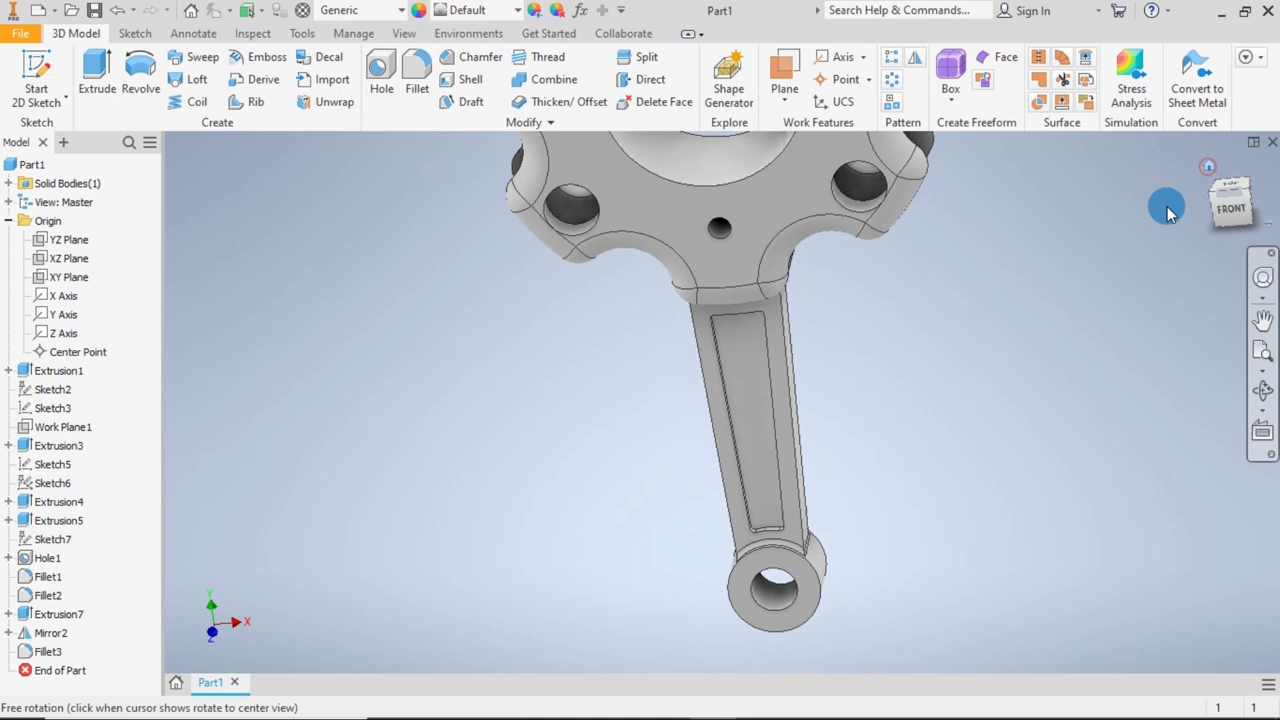 Generic
Default
Part1
Search Help & Commands...
Sign In
File
3D Model
Sketch
Annotate
Inspect
Tools
Manage
View
Environments
Get Started
Collaborate
Start
2D Sketch
Sketch
Extrude
Revolve
Sweep
Loft
Coil
Emboss
Derive
Rib
Decal
Import
Unwrap
Create
Hole
Fillet
Chamfer
Shell
Draft
Thread
Combine
Thicken/ Offset
Split
Direct
Delete Face
Modify
Shape
Generator
Explore
Plane
Axis
Point
UCS
Work Features
Pattern
Box
Face
Create Freeform
Surface
Stress
Analysis
Simulation
Convert to
Sheet Metal
Convert
Model
Part1
Solid Bodies(1)
View: Master
Origin
YZ Plane
XZ Plane
XY Plane
X Axis
Y Axis
Z Axis
Center Point
Extrusion1
Sketch2
Sketch3
Work Plane1
Extrusion3
Sketch5
Sketch6
Extrusion4
Extrusion5
Sketch7
Hole1
Fillet1
Fillet2
Extrusion7
Mirror2
Fillet3
End of Part
FRONT
Y
X
Z
Part1
Free rotation (click when cursor shows rotate to center view)
1 1